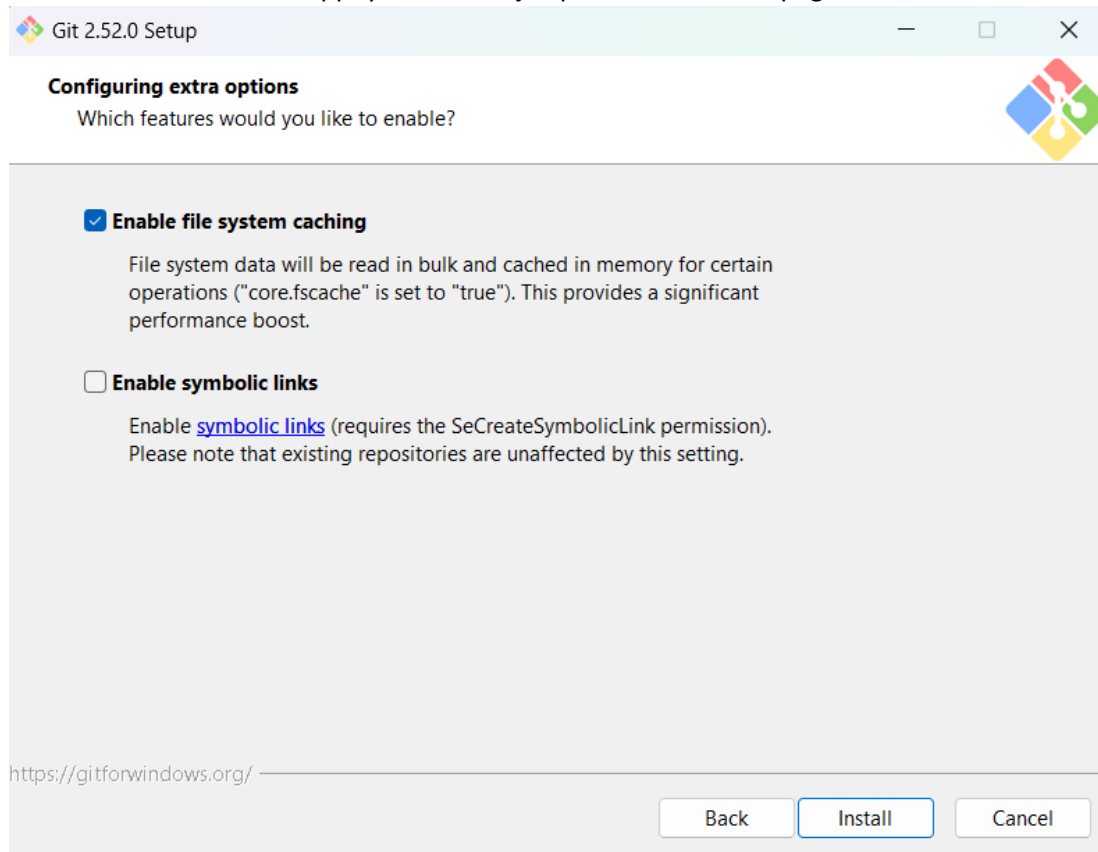 Git 2.52.0 Setup
Configuring extra options
Which features would you like to enable?
Enable file system caching
File system data will be read in bulk and cached in memory for certain
operations ("core.fscache" is set to "true"). This provides a significant
performance boost.
Enable symbolic links
Enable symbolic links (requires the SeCreateSymbolicLink permission).
Please note that existing repositories are unaffected by this setting.
https://gitforwindows.org/
Back Install Cancel